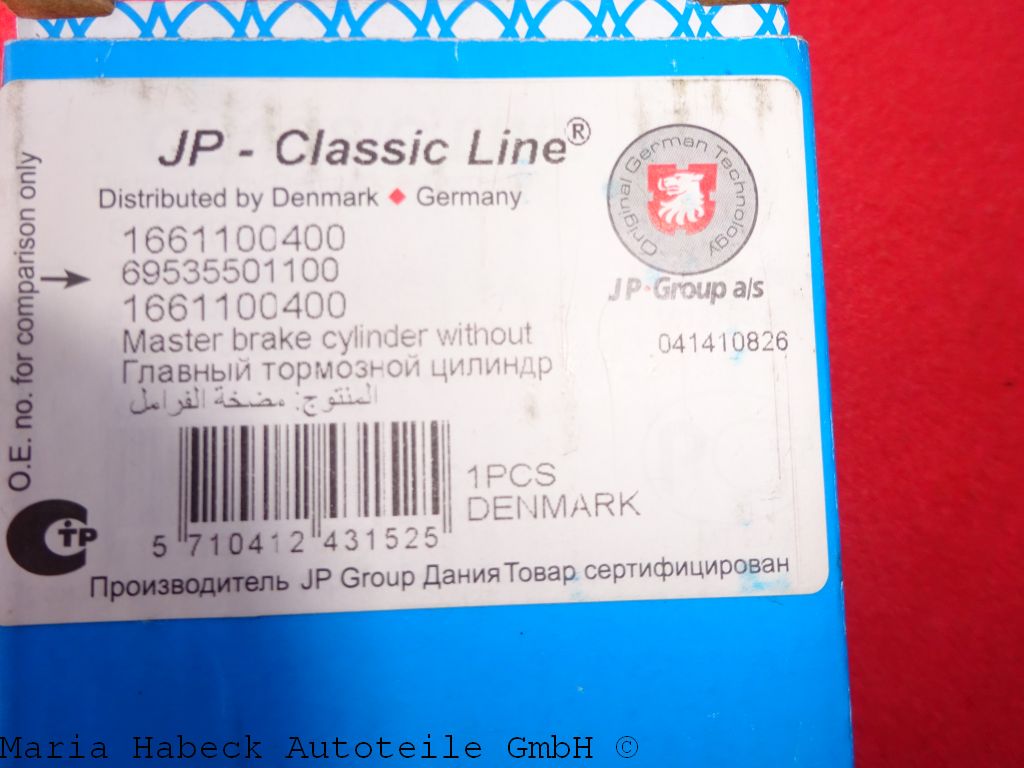 JP - Classic Line®
Distributed by Denmark ♦ Germany
1661100400
69535501100
1661100400
Master brake cylinder without
Главный тормозной цилиндр
المنتوج: مضخة الفرامل
O.E. no. for comparison only
Original German Technology
JP·Group a/s
041410826
5 710412 431525
1PCS
DENMARK
СТР
Производитель JP Group Дания Товар сертифицирован
Maria Habeck Autoteile GmbH ©